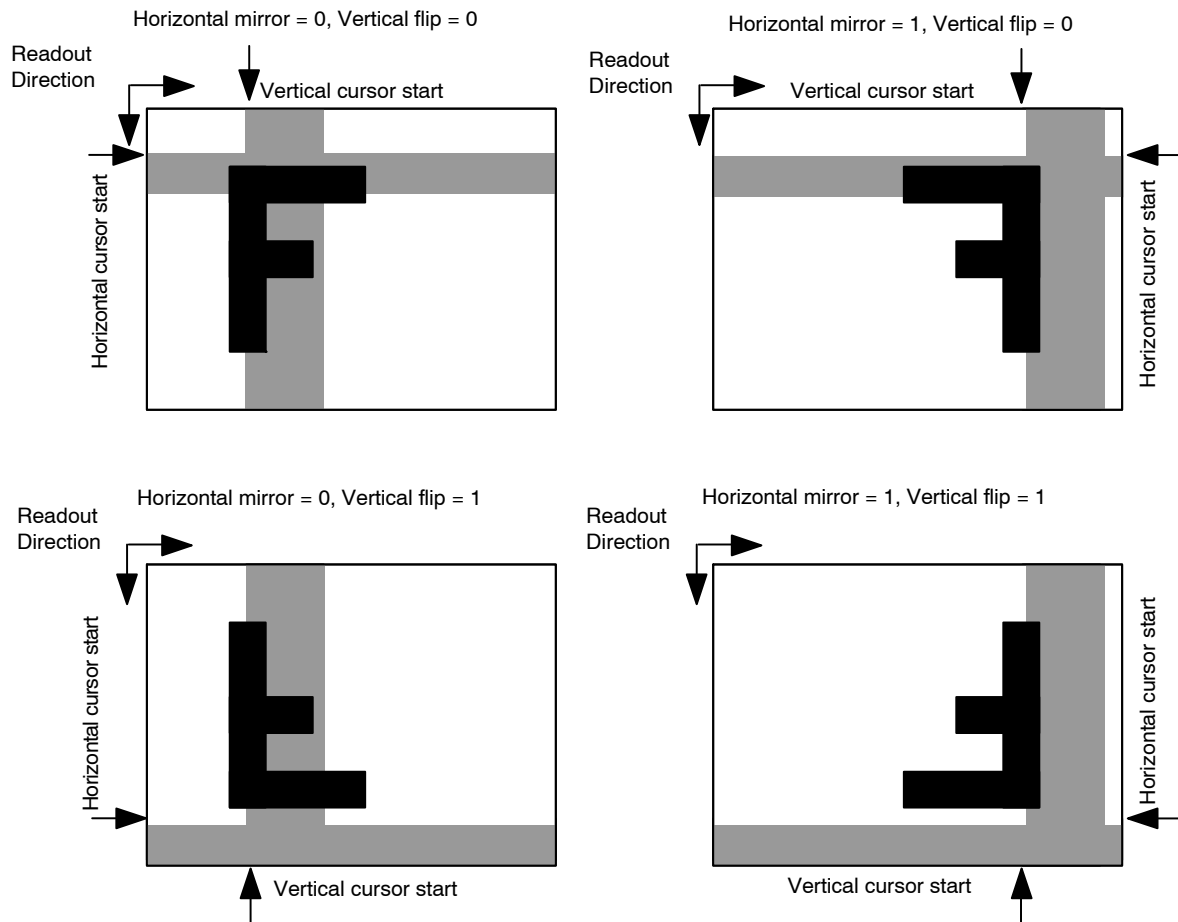 Horizontal mirror = 0, Vertical flip = 0
Readout
Direction
Vertical cursor start
Horizontal cursor start
Horizontal mirror = 1, Vertical flip = 0
Readout
Direction
Vertical cursor start
Horizontal cursor start
Horizontal mirror = 0, Vertical flip = 1
Readout
Direction
Horizontal cursor start
Vertical cursor start
Horizontal mirror = 1, Vertical flip = 1
Readout
Direction
Horizontal cursor start
Vertical cursor start